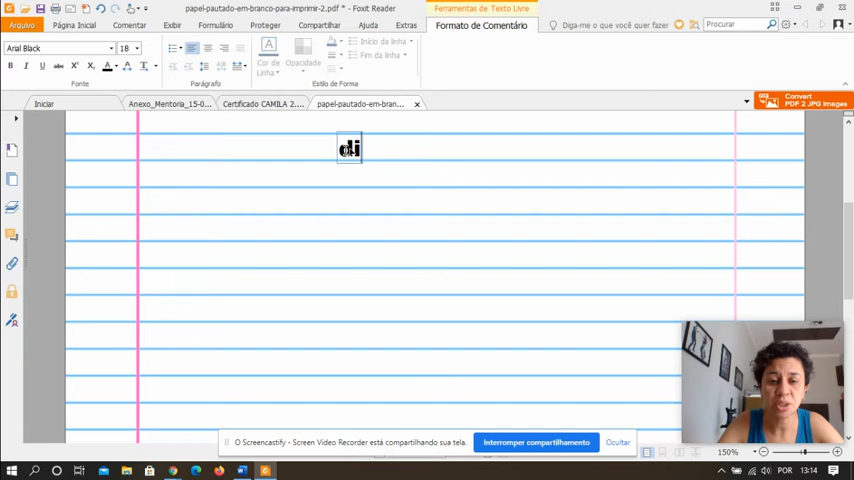 papel-pautado-em-branco-para-imprimir-2.pdf * - Foxit Reader
Ferramentas de Texto Livre
Arquivo Página Inicial Comentar Exibir Formulário Proteger Compartilhar Ajuda Extras Formato de Comentário Diga-me o que quer fazer Procurar
Arial Black 18
Cor de Linha
Opacidade
Início da linha
Fim da linha
Fonte Parágrafo Estilo de Forma
Iniciar Anexo_Mentoria_15-0... Certificado CAMILA 2.... papel-pautado-em-bran...
Convert
PDF 2 JPG Images
di
O Screencastify - Screen Video Recorder está compartilhando sua tela. Interromper compartilhamento Ocultar
150%
POR 13:14